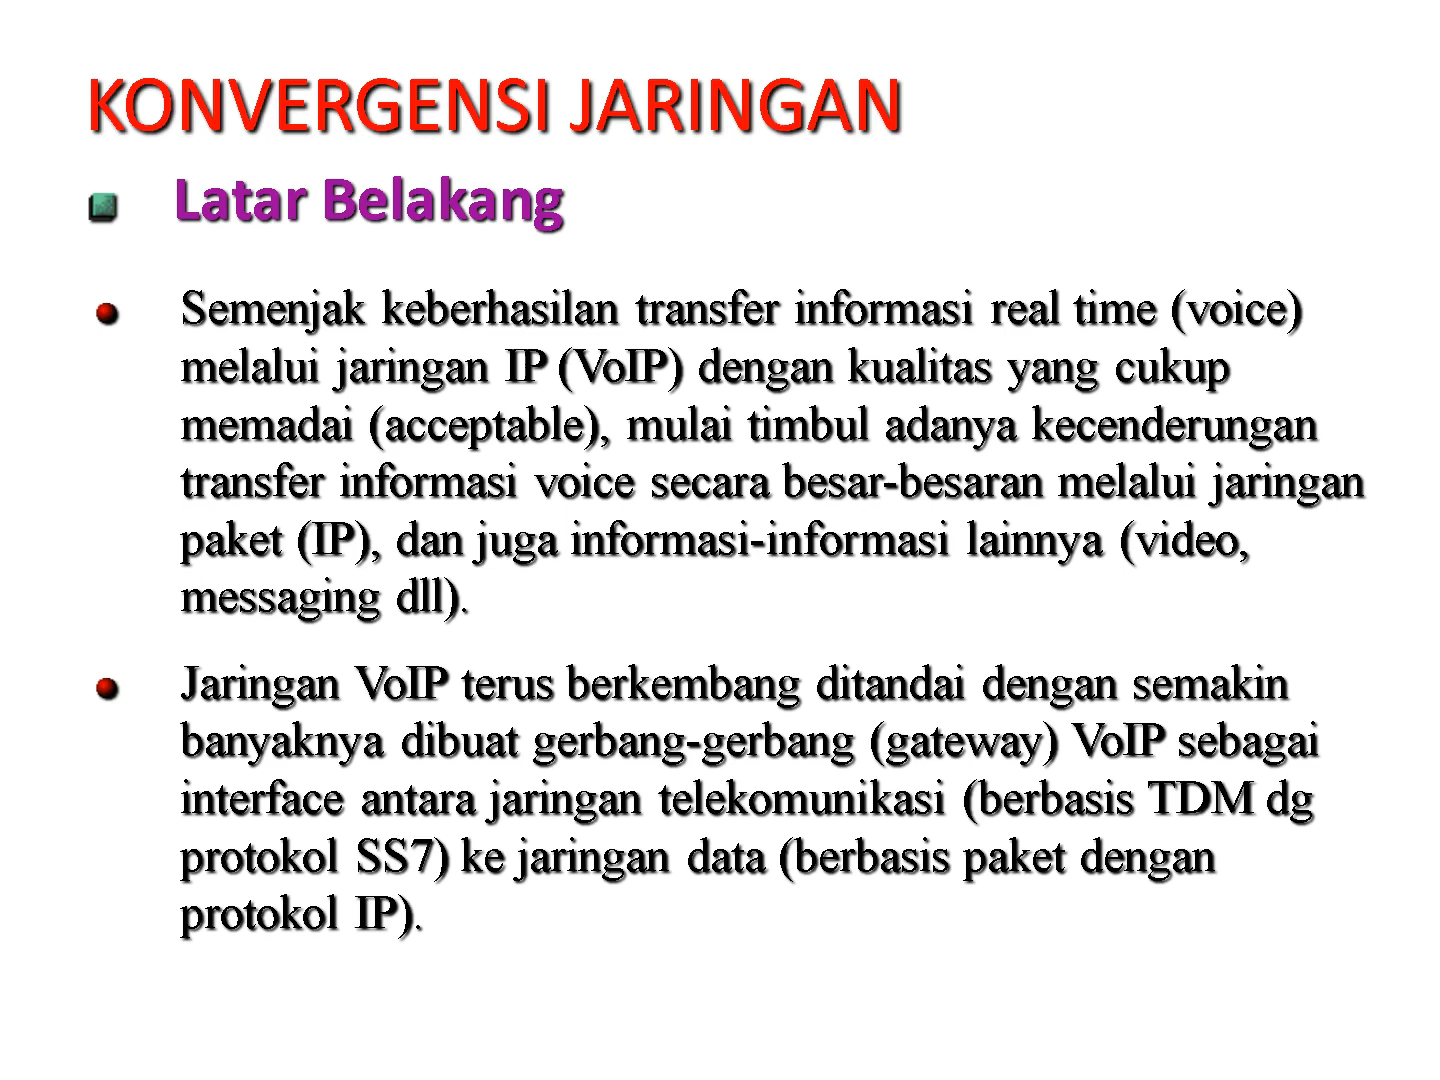 KONVERGENSI JARINGAN
Latar Belakang
Semenjak keberhasilan transfer informasi real time (voice)
melalui jaringan IP (VoIP) dengan kualitas yang cukup
memadai (acceptable), mulai timbul adanya kecenderungan
transfer informasi voice secara besar-besaran melalui jaringan
paket (IP), dan juga informasi-informasi lainnya (video,
messaging dll).
Jaringan VoIP terus berkembang ditandai dengan semakin
banyaknya dibuat gerbang-gerbang (gateway) VoIP sebagai
interface antara jaringan telekomunikasi (berbasis TDM dg
protokol SS7) ke jaringan data (berbasis paket dengan
protokol IP).